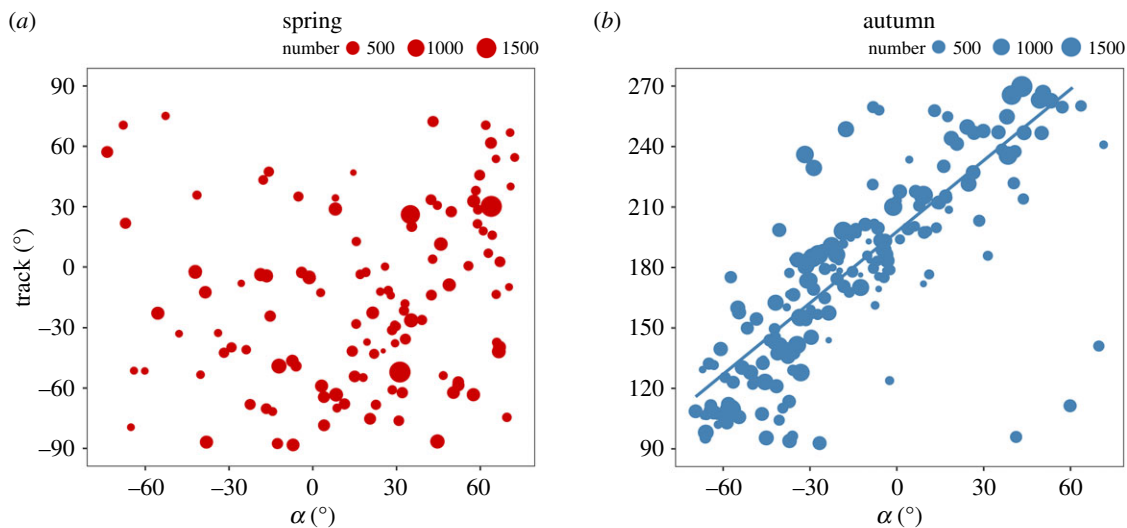 (a) spring
number 500 1000 1500
90
60
30
0
–30
–60
–90
track (°)
–60 –30 0 30 60
α (°)
(b) autumn
number 500 1000 1500
270
240
210
180
150
120
90
–60 –30 0 30 60
α (°)